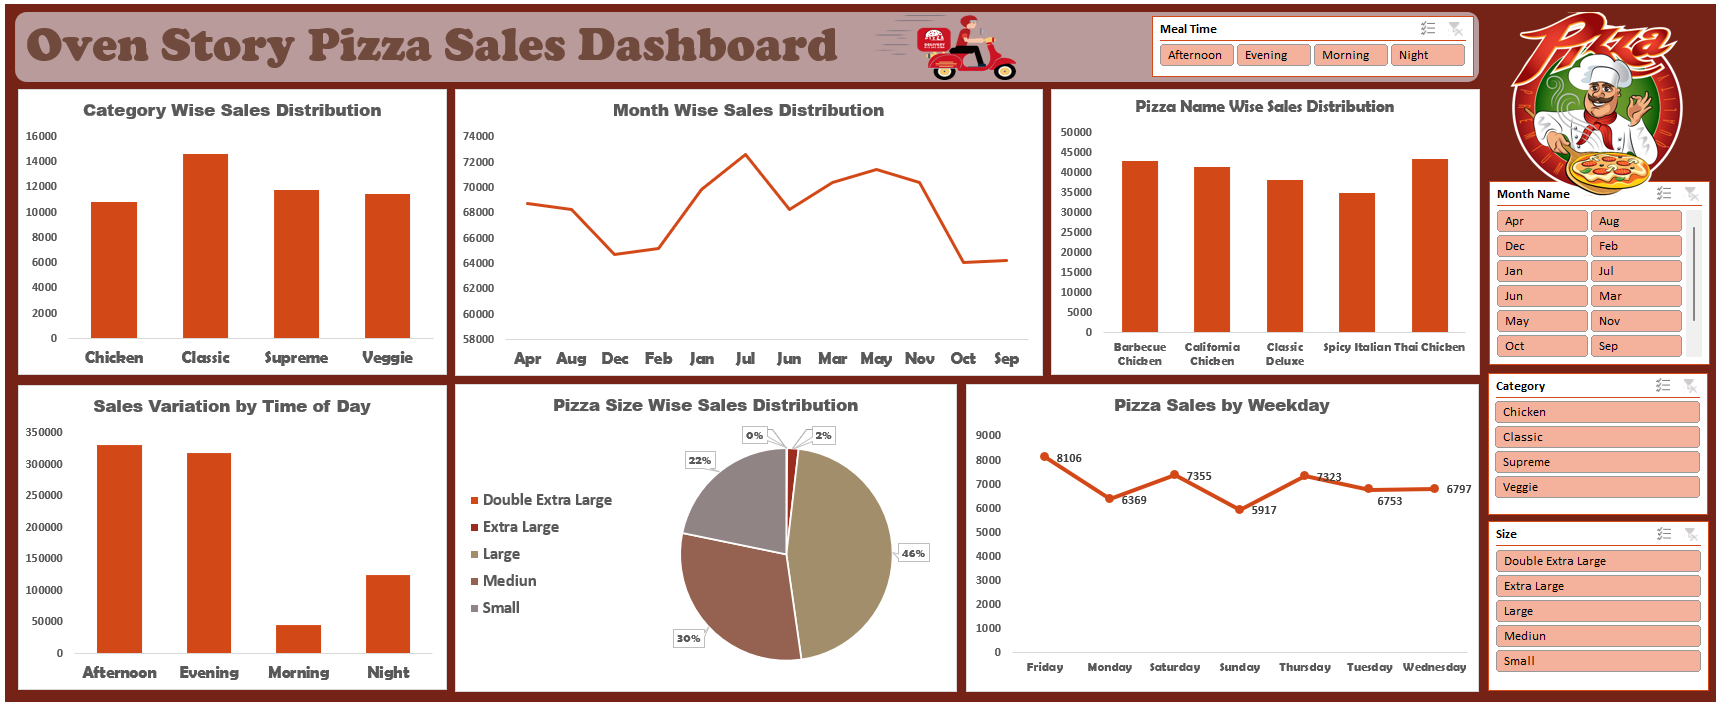 Oven Story Pizza Sales Dashboard
Meal Time
Afternoon Evening Morning Night
Pizza
Category Wise Sales Distribution
16000
14000
12000
10000
8000
6000
4000
2000
0
Chicken Classic Supreme Veggie
Month Wise Sales Distribution
74000
72000
70000
68000
66000
64000
62000
60000
58000
Apr Aug Dec Feb Jan Jul Jun Mar May Nov Oct Sep
Pizza Name Wise Sales Distribution
50000
45000
40000
35000
30000
25000
20000
15000
10000
5000
0
Barbecue California Classic Spicy Italian Thai Chicken
Chicken Chicken Deluxe
Month Name
Apr Aug
Dec Feb
Jan Jul
Jun Mar
May Nov
Oct Sep
Sales Variation by Time of Day
350000
300000
250000
200000
150000
100000
50000
0
Afternoon Evening Morning Night
Pizza Size Wise Sales Distribution
0% 2%
22%
46%
30%
Double Extra Large
Extra Large
Large
Mediun
Small
Pizza Sales by Weekday
9000
8000
7000
6000
5000
4000
3000
2000
1000
0
8106 6369 7355 5917 7323 6753 6797
Friday Monday Saturday Sunday Thursday Tuesday Wednesday
Category
Chicken
Classic
Supreme
Veggie
Size
Double Extra Large
Extra Large
Large
Mediun
Small